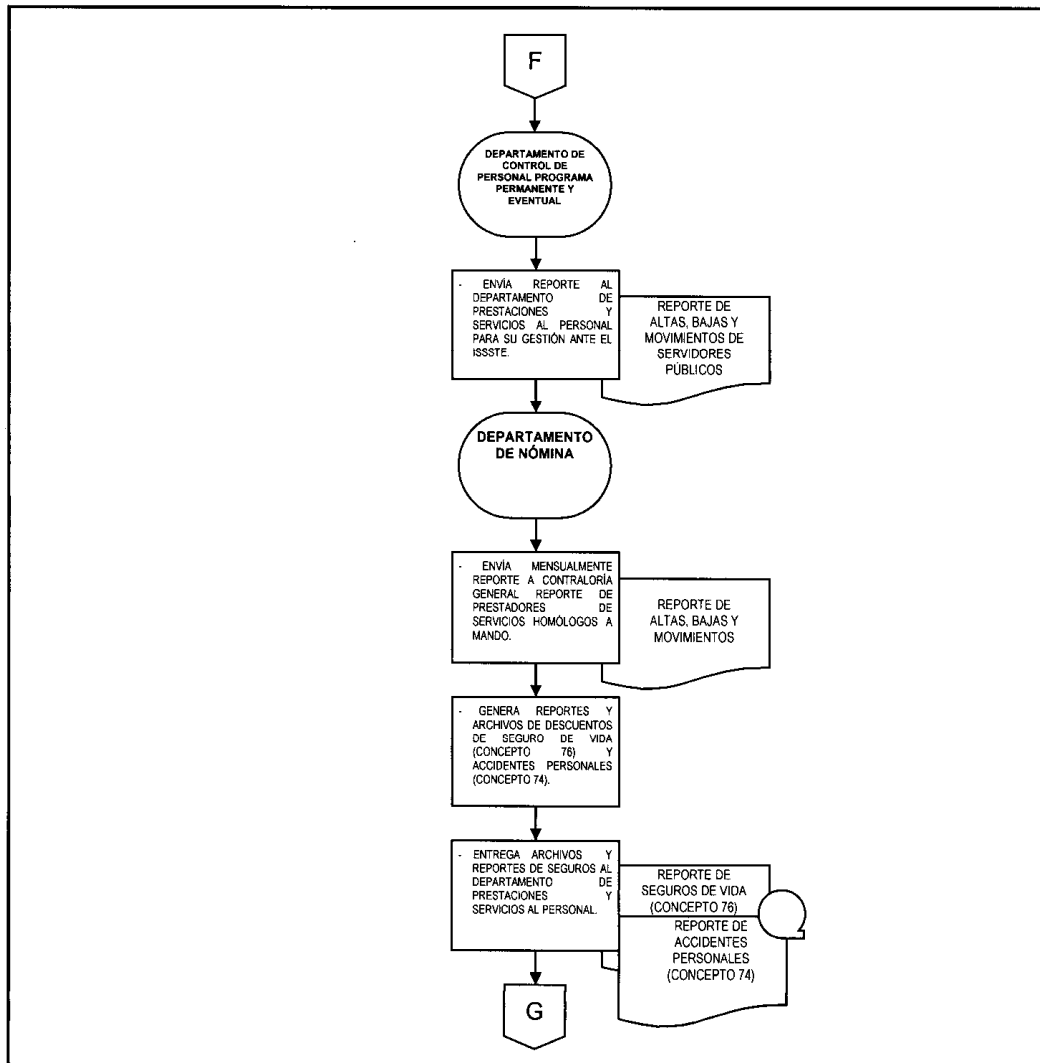 F
DEPARTAMENTO DE
CONTROL DE
PERSONAL PROGRAMA
PERMANENTE Y
EVENTUAL
- ENVÍA REPORTE AL
DEPARTAMENTO DE
PRESTACIONES Y
SERVICIOS AL PERSONAL
PARA SU GESTIÓN ANTE EL
ISSSTE.
REPORTE DE
ALTAS, BAJAS Y
MOVIMIENTOS DE
SERVIDORES
PÚBLICOS
DEPARTAMENTO
DE NÓMINA
- ENVÍA MENSUALMENTE
REPORTE A CONTRALORÍA
GENERAL REPORTE DE
PRESTADORES DE
SERVICIOS HOMÓLOGOS A
MANDO.
REPORTE DE
ALTAS, BAJAS Y
MOVIMIENTOS
- GENERA REPORTES Y
ARCHIVOS DE DESCUENTOS
DE SEGURO DE VIDA
(CONCEPTO 76) Y
ACCIDENTES PERSONALES
(CONCEPTO 74).
- ENTREGA ARCHIVOS Y
REPORTES DE SEGUROS AL
DEPARTAMENTO DE
PRESTACIONES Y
SERVICIOS AL PERSONAL.
REPORTE DE
SEGUROS DE VIDA
(CONCEPTO 76)
REPORTE DE
ACCIDENTES
PERSONALES
(CONCEPTO 74)
G